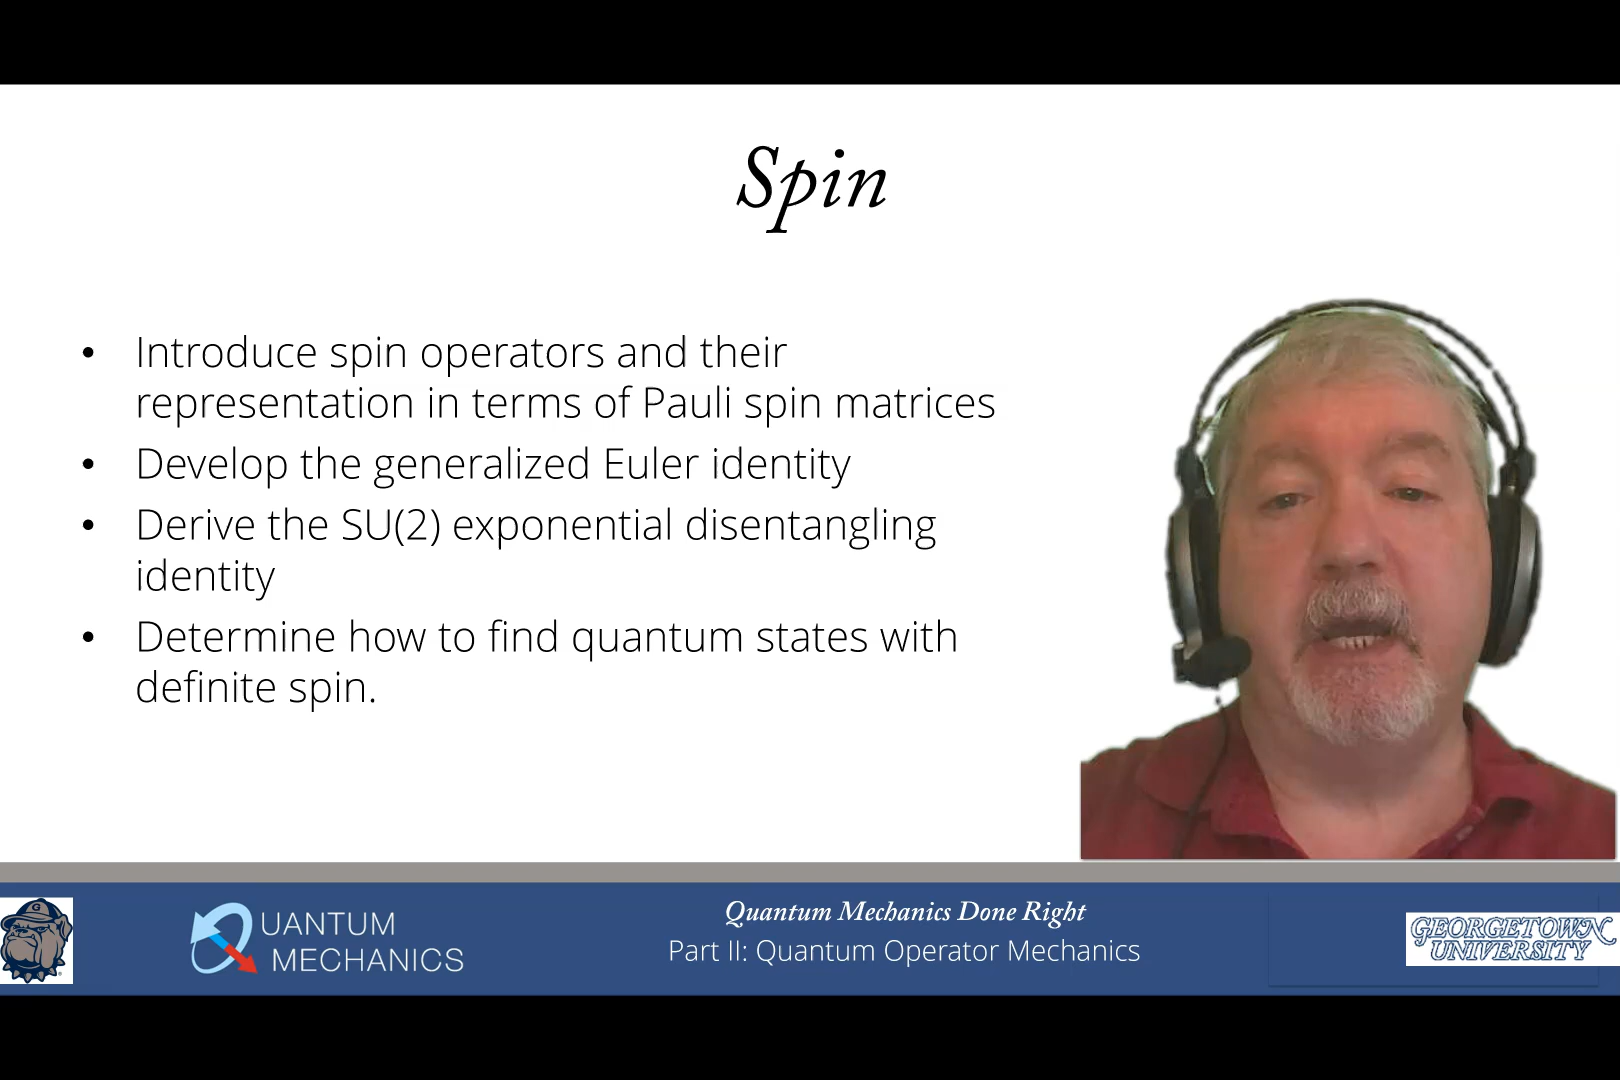 Spin
• Introduce spin operators and their
representation in terms of Pauli spin matrices
• Develop the generalized Euler identity
• Derive the SU(2) exponential disentangling
identity
• Determine how to find quantum states with
definite spin.
G
QUANTUM
MECHANICS
Quantum Mechanics Done Right
Part II: Quantum Operator Mechanics
GEORGETOWN
UNIVERSITY